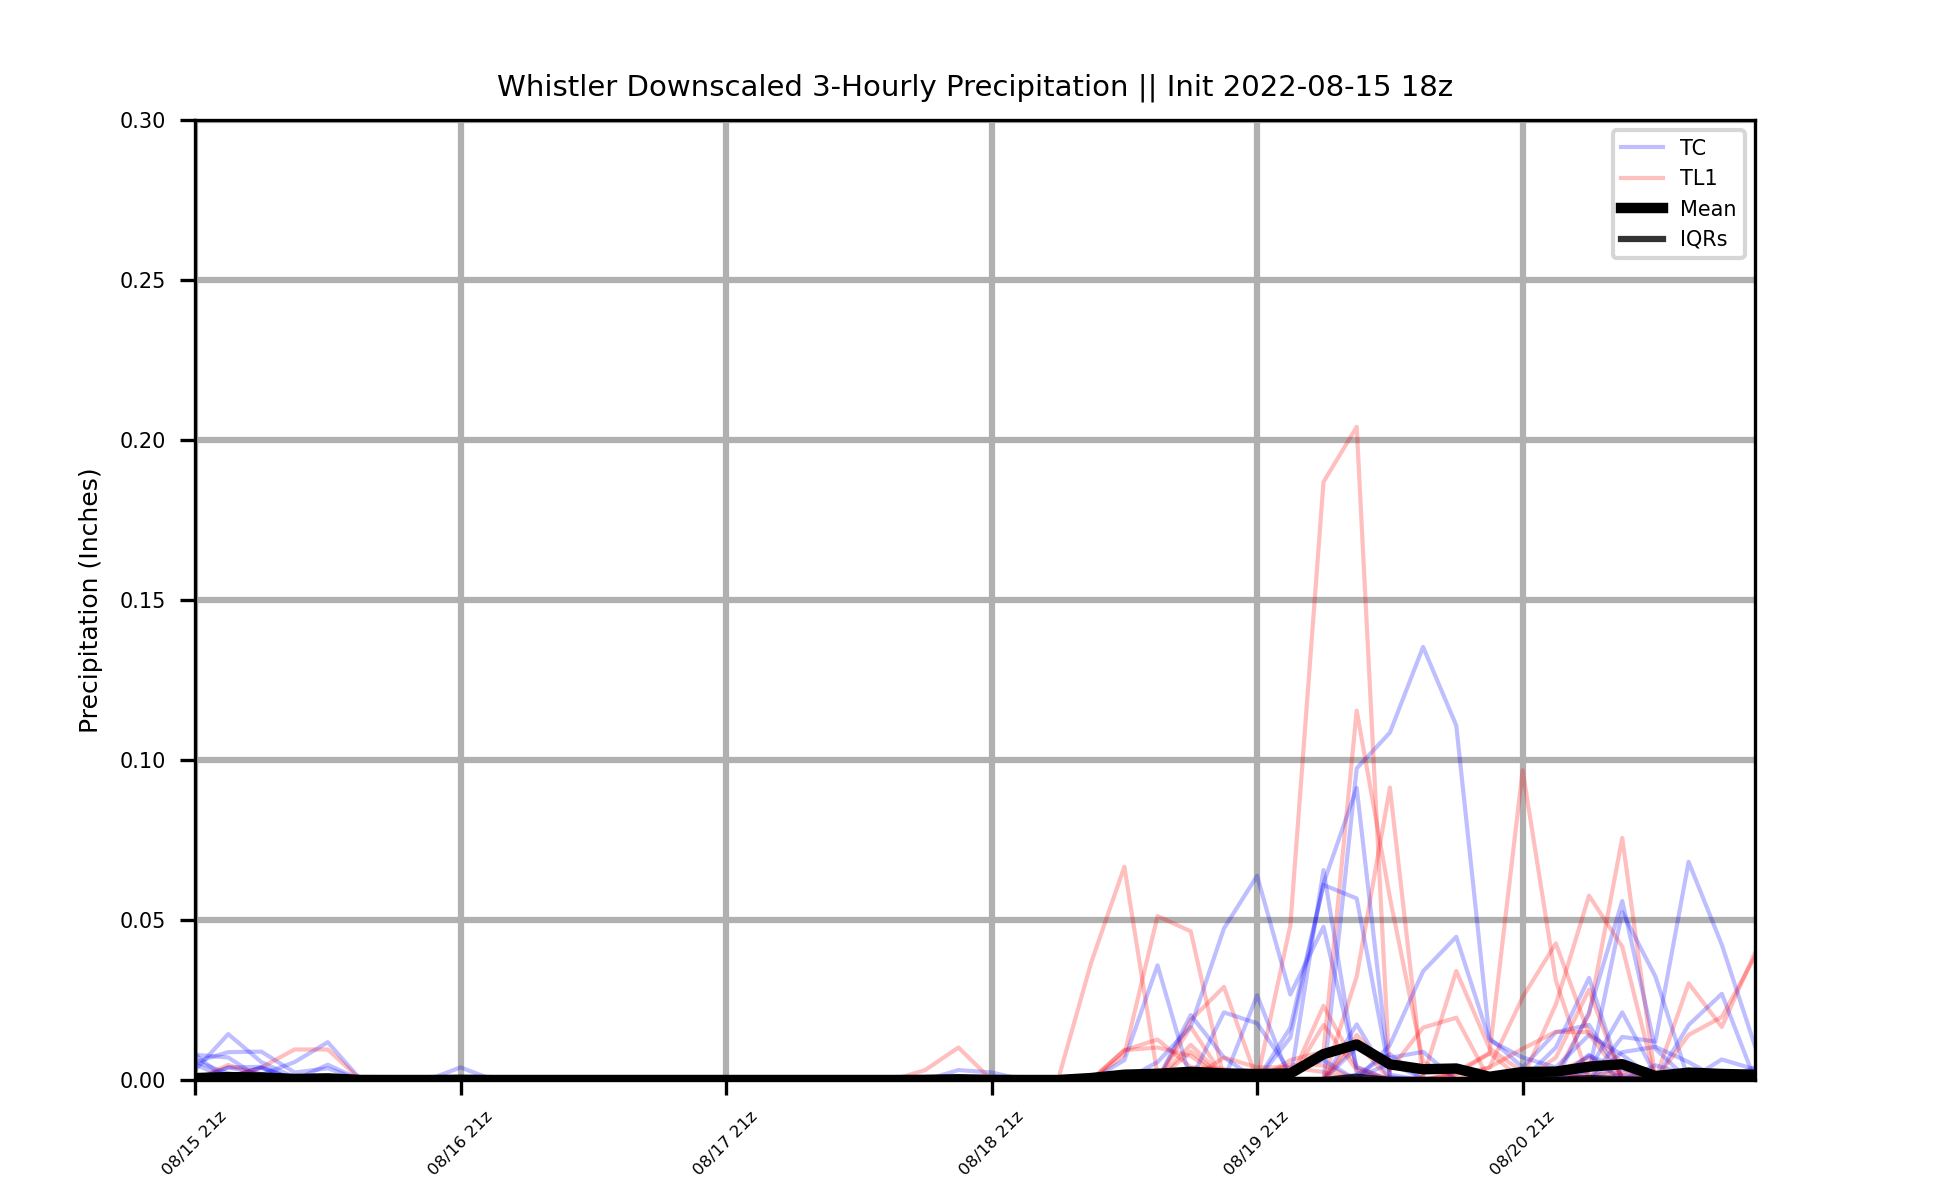 Whistler Downscaled 3-Hourly Precipitation || Init 2022-08-15 18z
TC
TL1
Mean
IQRs
Precipitation (Inches)
0.30
0.25
0.20
0.15
0.10
0.05
0.00
08/15 21z
08/16 21z
08/17 21z
08/18 21z
08/19 21z
08/20 21z